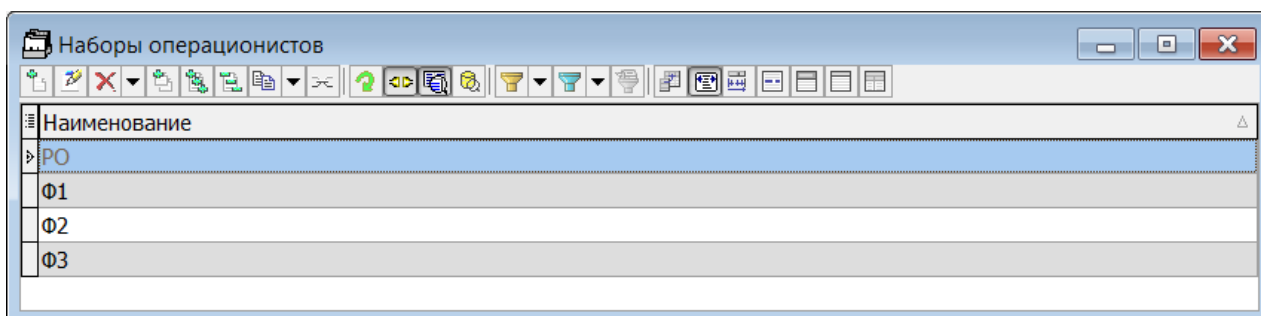 Наборы операционистов
Наименование
РО
Ф1
Ф2
Ф3